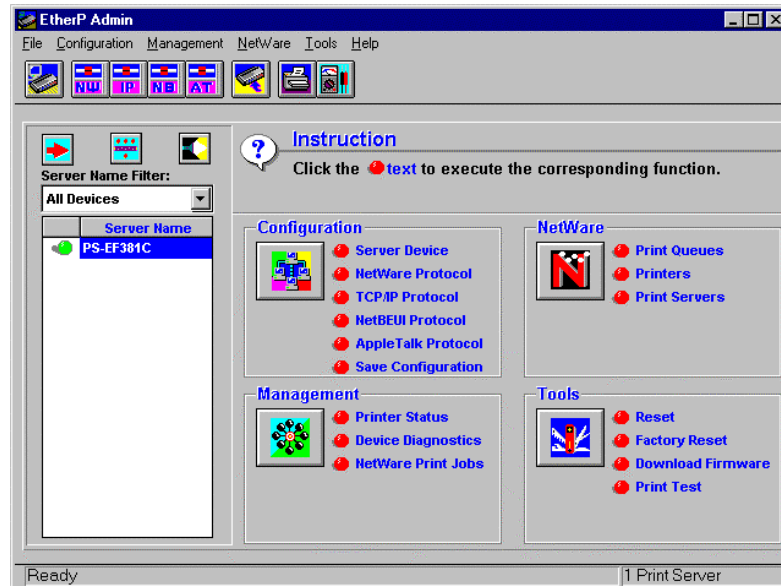 EtherP Admin
File Configuration Management NetWare Tools Help
NW IP NB AT
Server Name Filter:
All Devices
Server Name
PS-EF381C
Instruction
Click the text to execute the corresponding function.
Configuration
Server Device
NetWare Protocol
TCP/IP Protocol
NetBEUI Protocol
AppleTalk Protocol
Save Configuration
NetWare
Print Queues
Printers
Print Servers
Management
Printer Status
Device Diagnostics
NetWare Print Jobs
Tools
Reset
Factory Reset
Download Firmware
Print Test
Ready
1 Print Server